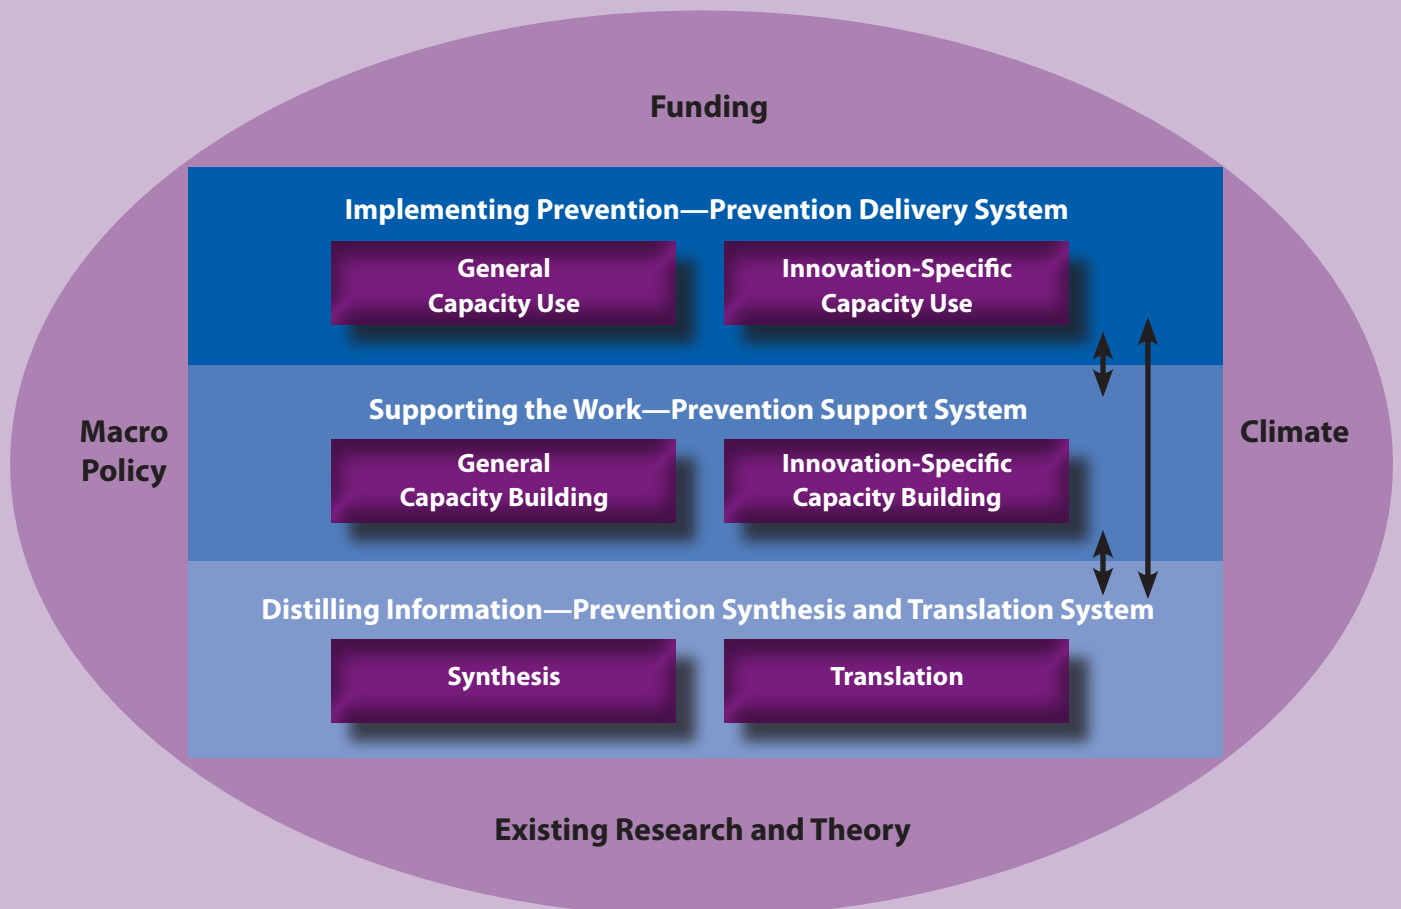 Funding
Implementing Prevention—Prevention Delivery System
General
Capacity Use
Innovation-Specific
Capacity Use
Supporting the Work—Prevention Support System
General
Capacity Building
Innovation-Specific
Capacity Building
Macro
Policy
Climate
Distilling Information—Prevention Synthesis and Translation System
Synthesis
Translation
Existing Research and Theory